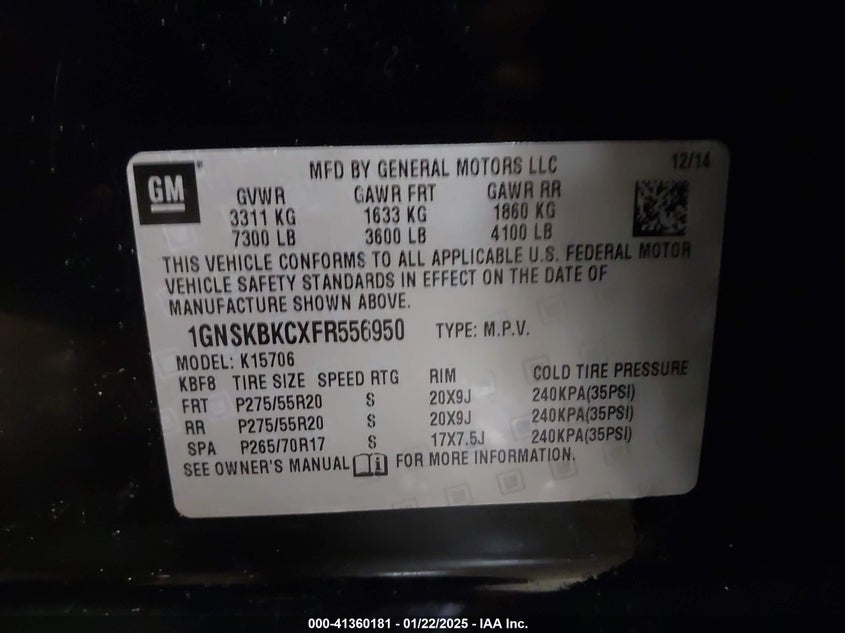 GM
MFD BY GENERAL MOTORS LLC 12/14
GVWR GAWR FRT GAWR RR
3311 KG 1633 KG 1860 KG
7300 LB 3600 LB 4100 LB
THIS VEHICLE CONFORMS TO ALL APPLICABLE U.S. FEDERAL MOTOR
VEHICLE SAFETY STANDARDS IN EFFECT ON THE DATE OF
MANUFACTURE SHOWN ABOVE.
1GNSKBKCXFR556950 TYPE: M.P.V.
MODEL: K15706
KBF8 TIRE SIZE SPEED RTG RIM COLD TIRE PRESSURE
FRT P275/55R20 S 20X9J 240KPA(35PSI)
RR P275/55R20 S 20X9J 240KPA(35PSI)
SPA P265/70R17 S 17X7.5J 240KPA(35PSI)
SEE OWNER'S MANUAL FOR MORE INFORMATION.
000-41360181 - 01/22/2025 - IAA Inc.